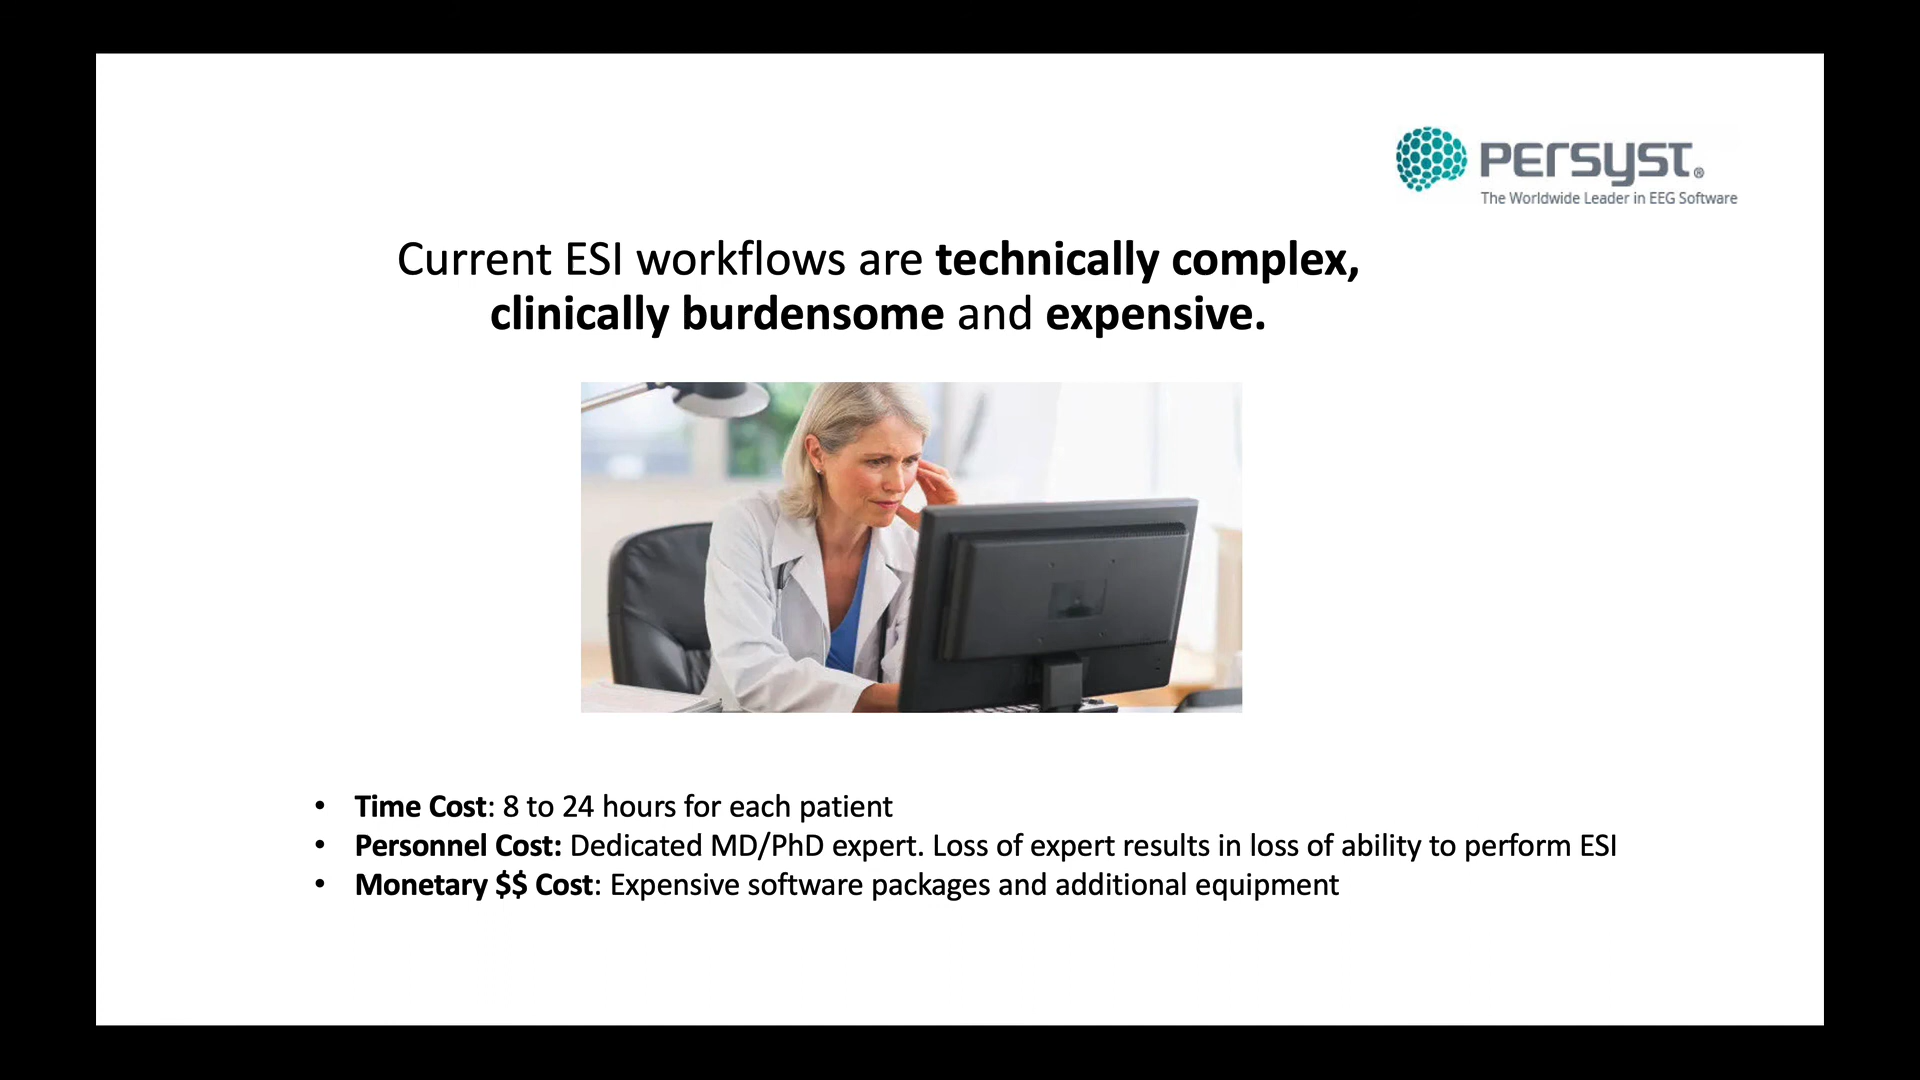 PERSYST®
The Worldwide Leader in EEG Software
Current ESI workflows are technically complex,
clinically burdensome and expensive.
• Time Cost: 8 to 24 hours for each patient
• Personnel Cost: Dedicated MD/PhD expert. Loss of expert results in loss of ability to perform ESI
• Monetary $$ Cost: Expensive software packages and additional equipment